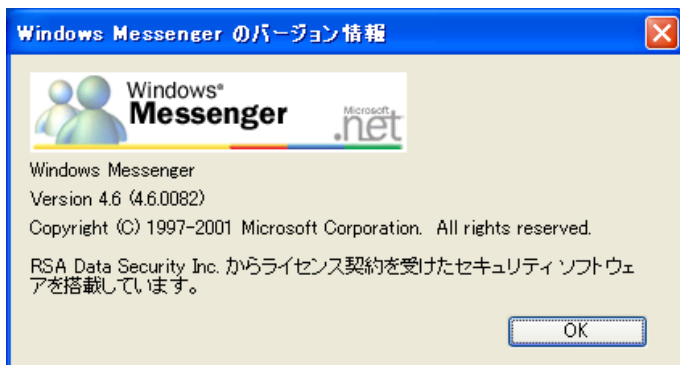 Windows Messenger のバージョン情報
Windows®
Messenger
Microsoft
.net
Windows Messenger
Version 4.6 (4.6.0082)
Copyright (C) 1997-2001 Microsoft Corporation.  All rights reserved.
RSA Data Security Inc. からライセンス契約を受けたセキュリティ ソフトウェ
アを搭載しています。
OK